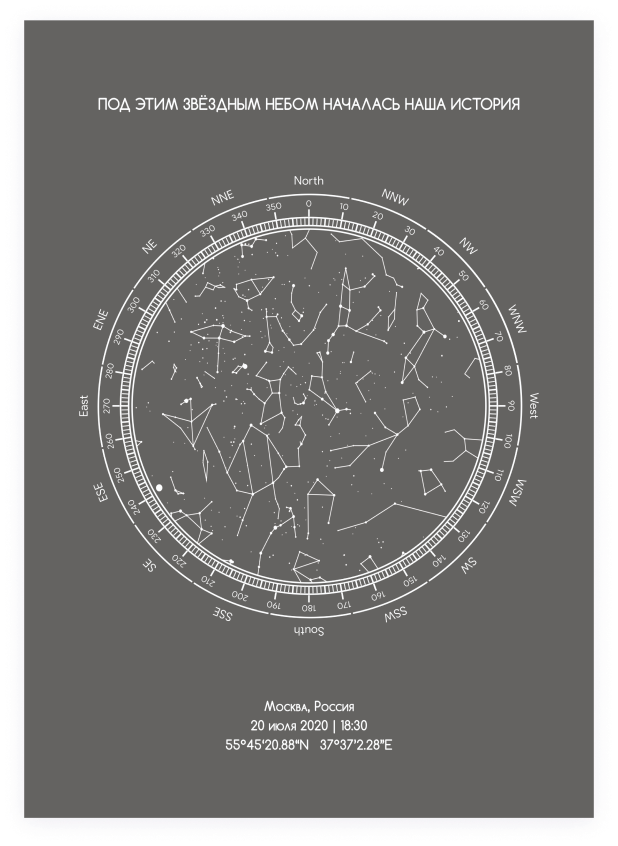 ПОД ЭТИМ ЗВЁЗДНЫМ НЕБОМ НАЧАЛАСЬ НАША ИСТОРИЯ
North
NNE
NNW
NE
NW
ENE
WNW
East
West
ESE
WSW
SE
SW
SSE
SSW
South
0
10
20
30
40
50
60
70
80
90
100
110
120
130
140
150
160
170
180
190
200
210
220
230
240
250
260
270
280
290
300
310
320
330
340
350
Москва, Россия
20 июля 2020 | 18:30
55°45'20.88"N 37°37'2.28"E